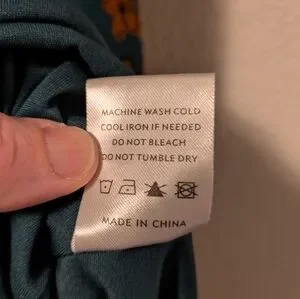 MACHINE WASH COLD
COOL IRON IF NEEDED
DO NOT BLEACH
DO NOT TUMBLE DRY
MADE IN CHINA